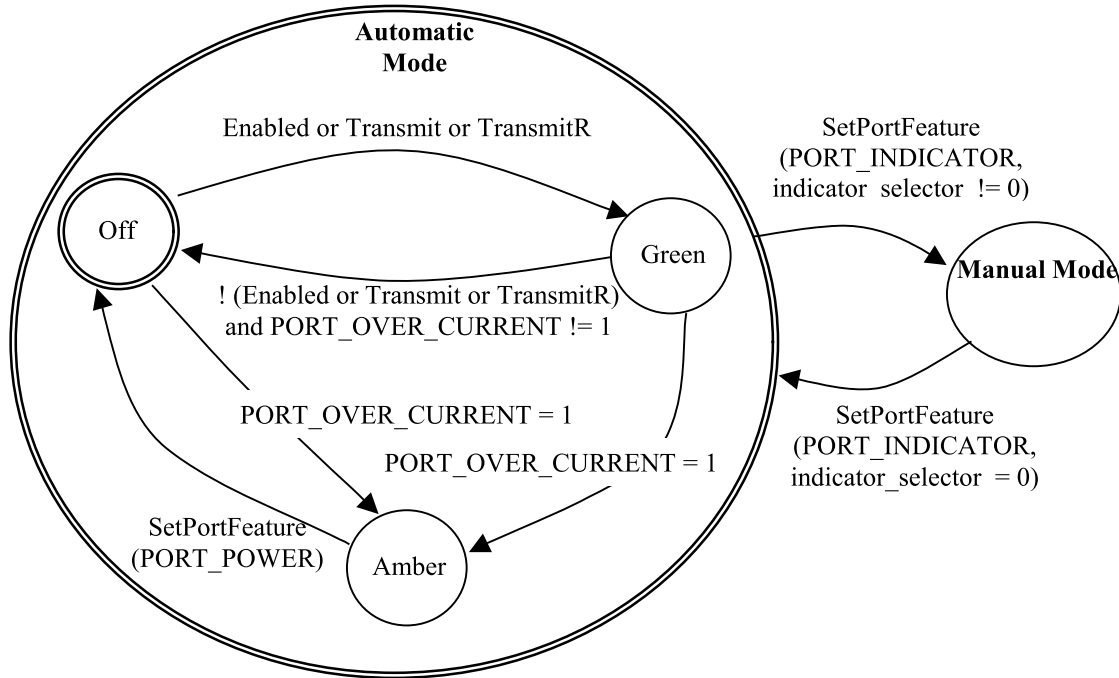 Automatic
Mode
Enabled or Transmit or TransmitR
SetPortFeature
(PORT_INDICATOR,
indicator selector != 0)
Off
Green
Manual Mode
! (Enabled or Transmit or TransmitR)
and PORT_OVER_CURRENT != 1
PORT_OVER_CURRENT = 1
SetPortFeature
(PORT_INDICATOR,
indicator_selector = 0)
PORT_OVER_CURRENT = 1
SetPortFeature
(PORT_POWER)
Amber